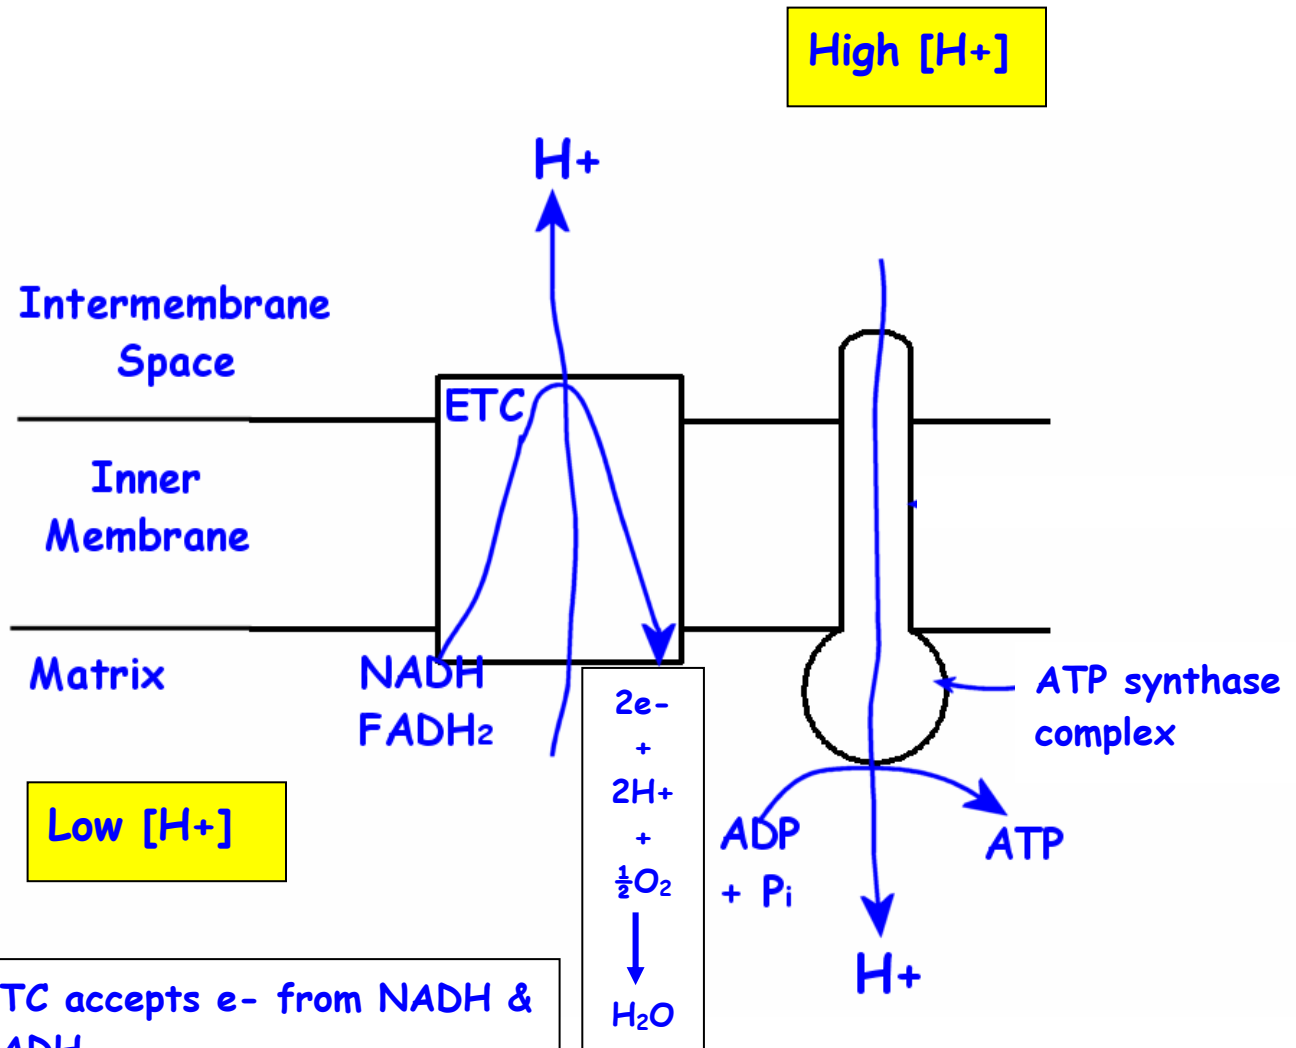 High [H+]
H+
Intermembrane
Space
ETC
Inner
Membrane
Matrix
NADH
FADH₂
2e-
+
2H+
+
½O₂
H₂O
ATP synthase
complex
Low [H+]
ADP
+ Pi
ATP
H+
TC accepts e- from NADH &